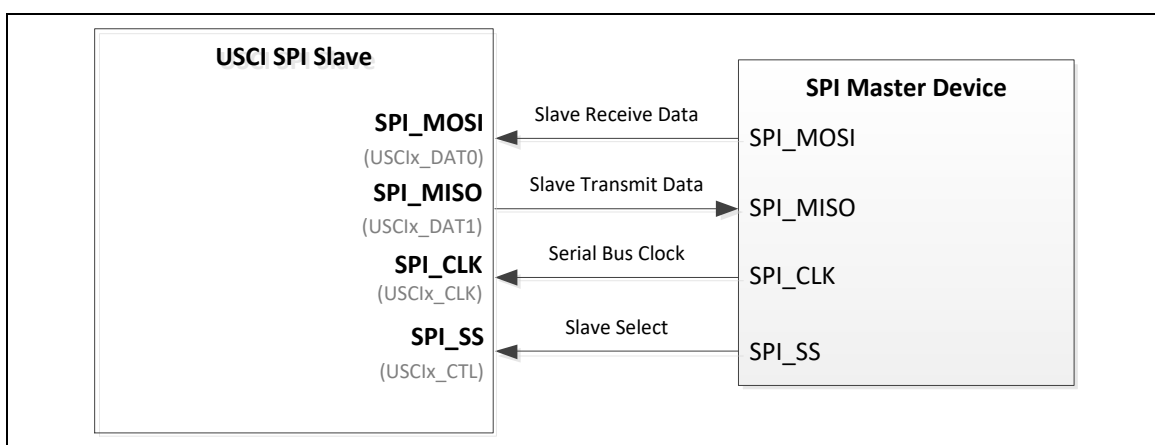 USCI SPI Slave
SPI Master Device
SPI_MOSI
(USCIx_DAT0)
Slave Receive Data
SPI_MOSI
SPI_MISO
(USCIx_DAT1)
Slave Transmit Data
SPI_MISO
SPI_CLK
(USCIx_CLK)
Serial Bus Clock
SPI_CLK
SPI_SS
(USCIx_CTL)
Slave Select
SPI_SS